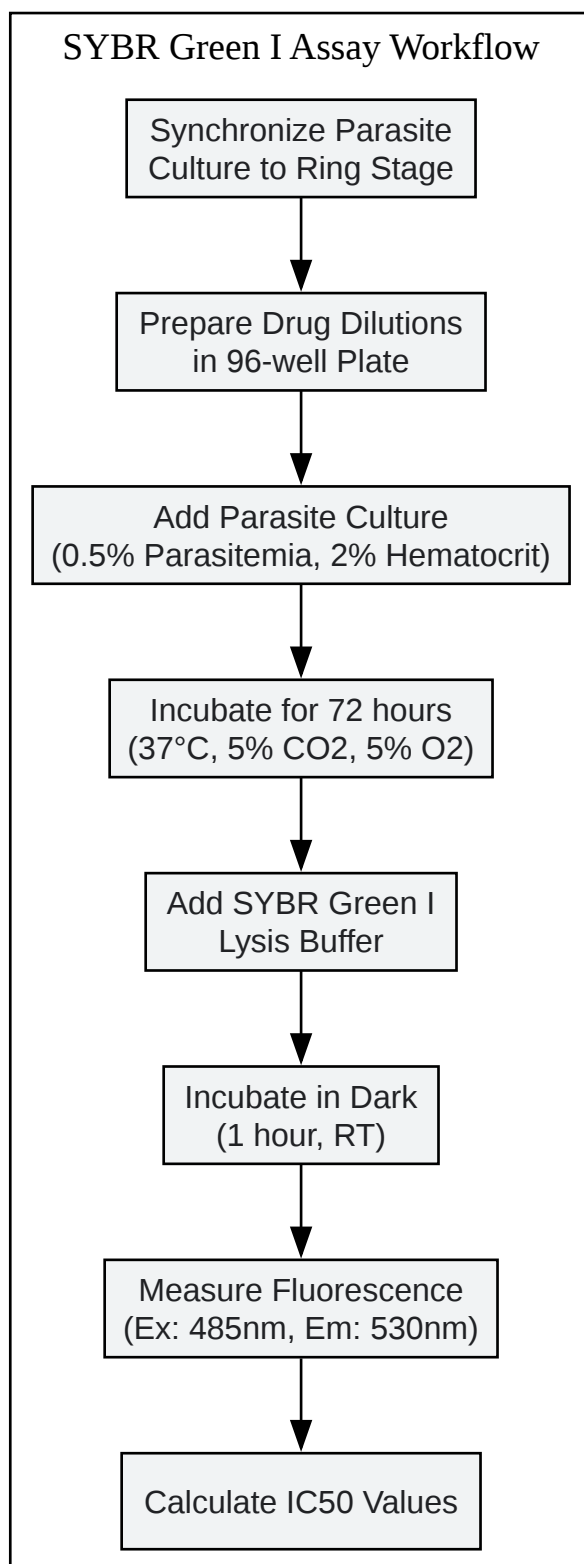 SYBR Green I Assay Workflow
Synchronize Parasite
Culture to Ring Stage
Prepare Drug Dilutions
in 96-well Plate
Add Parasite Culture
(0.5% Parasitemia, 2% Hematocrit)
Incubate for 72 hours
(37°C, 5% CO2, 5% O2)
Add SYBR Green I
Lysis Buffer
Incubate in Dark
(1 hour, RT)
Measure Fluorescence
(Ex: 485nm, Em: 530nm)
Calculate IC50 Values